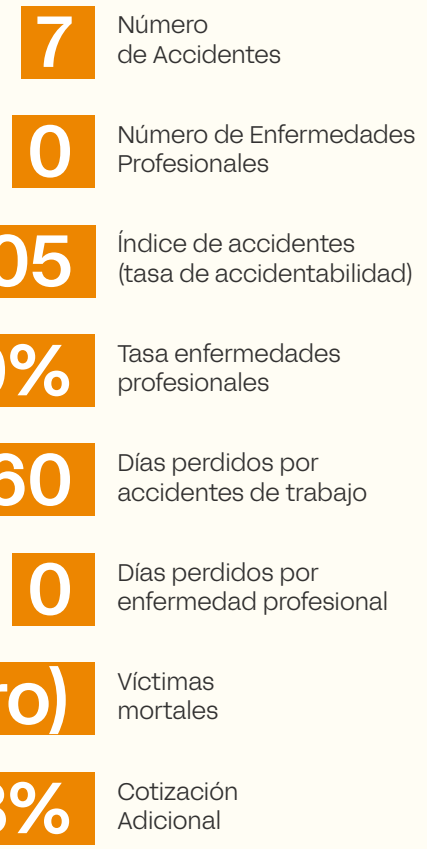 7
Número
de Accidentes
0
Número de Enfermedades
Profesionales
05
Índice de accidentes
(tasa de accidentabilidad)
%
Tasa enfermedades
profesionales
60
Días perdidos por
accidentes de trabajo
0
Días perdidos por
enfermedad profesional
ro)
Víctimas
mortales
%
Cotización
Adicional